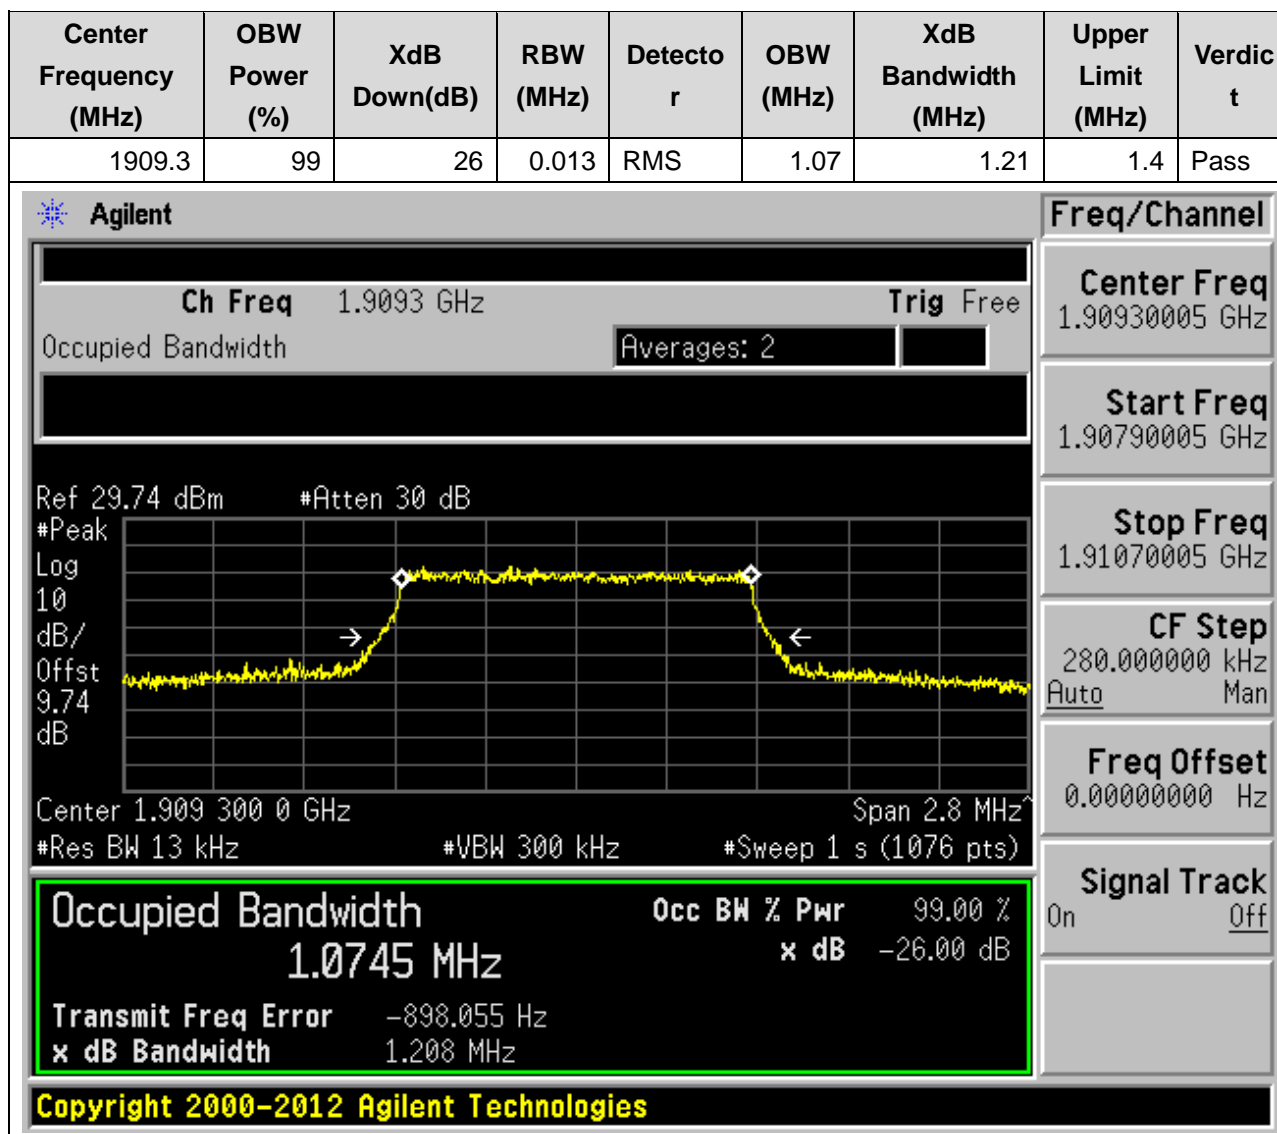 Center Frequency (MHz) OBW Power (%) XdB Down(dB) RBW (MHz) Detecto r OBW (MHz) XdB Bandwidth (MHz) Upper Limit (MHz) Verdic t
1909.3 99 26 0.013 RMS 1.07 1.21 1.4 Pass
Agilent
Freq/Channel
Ch Freq 1.9093 GHz Trig Free
Occupied Bandwidth Averages: 2
Center Freq
1.90930005 GHz
Start Freq
1.90790005 GHz
Stop Freq
1.91070005 GHz
CF Step
280.000000 kHz
Auto Man
Freq Offset
0.00000000 Hz
Signal Track
On Off
Ref 29.74 dBm #Atten 30 dB
#Peak
Log
10
dB/
Offst
9.74
dB
Center 1.909 300 0 GHz Span 2.8 MHz^
#Res BW 13 kHz #VBW 300 kHz #Sweep 1 s (1076 pts)
Occupied Bandwidth Occ BW % Pwr 99.00 %
1.0745 MHz x dB -26.00 dB
Transmit Freq Error -898.055 Hz
x dB Bandwidth 1.208 MHz
Copyright 2000-2012 Agilent Technologies